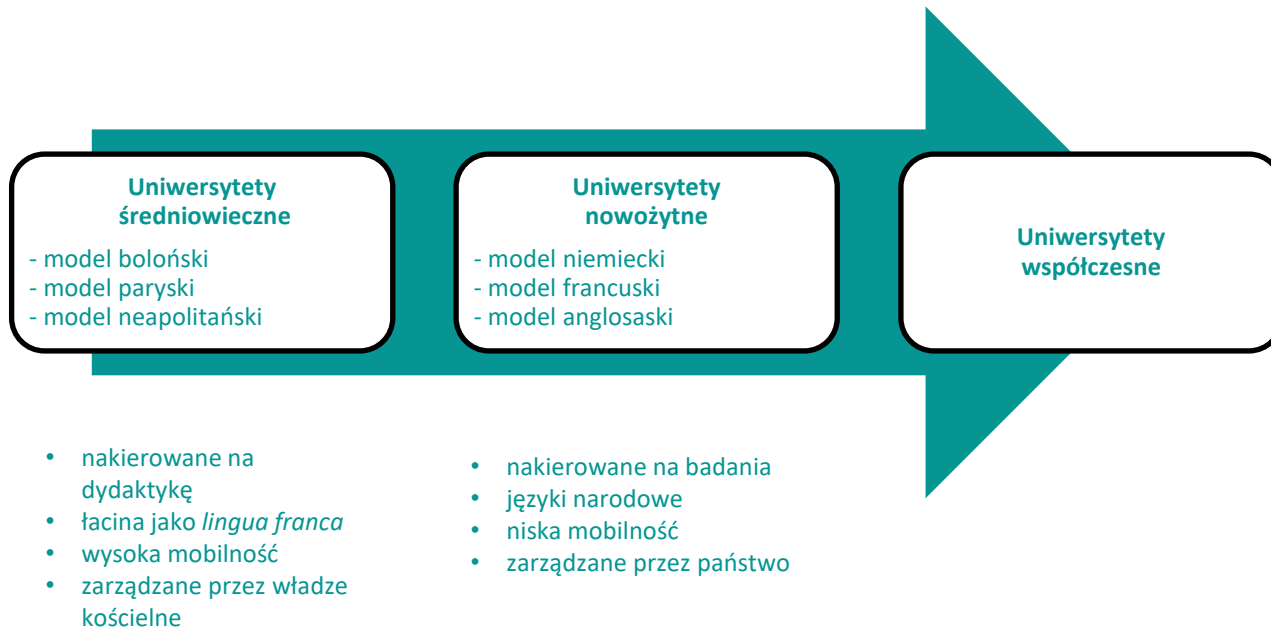 Uniwersytety
średniowieczne
- model boloński
- model paryski
- model neapolitański
Uniwersytety
nowożytne
- model niemiecki
- model francuski
- model anglosaski
Uniwersytety
współczesne
• nakierowane na
dydaktykę
• łacina jako lingua franca
• wysoka mobilność
• zarządzane przez władze
kościelne
• nakierowane na badania
• języki narodowe
• niska mobilność
• zarządzane przez państwo